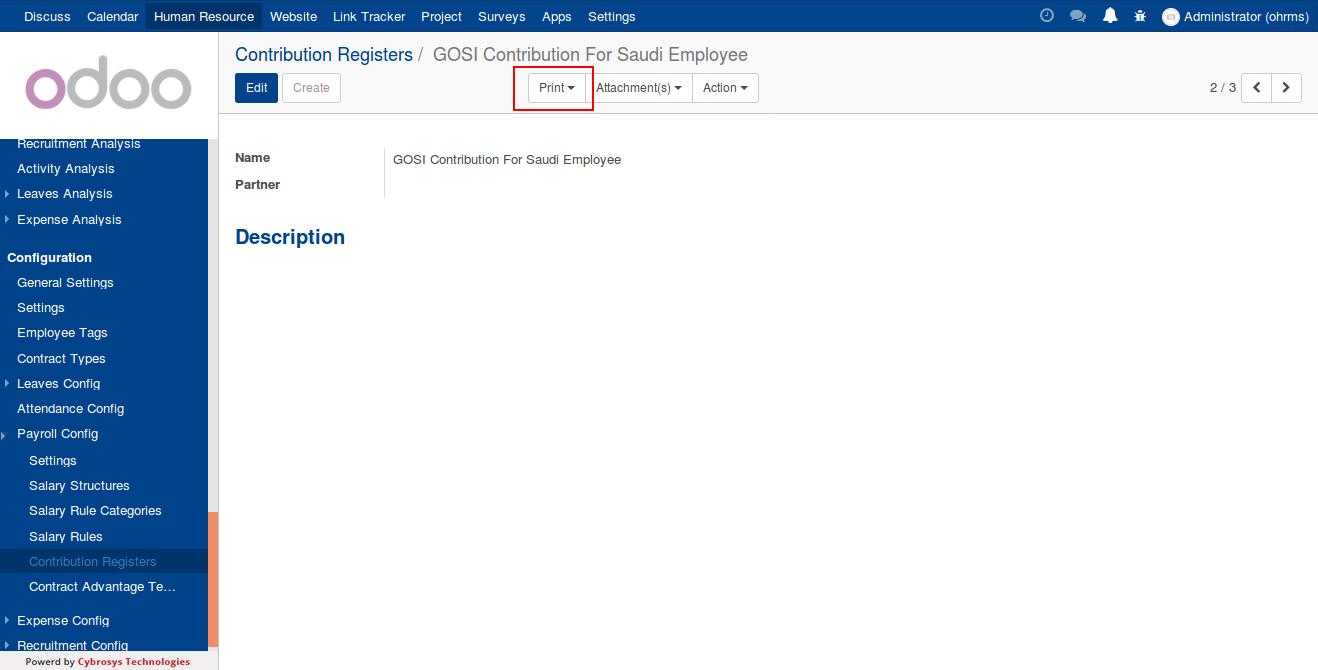 Discuss Calendar Human Resource Website Link Tracker Project Surveys Apps Settings Administrator (ohrms)
odoo
Recruitment Analysis
Activity Analysis
Leaves Analysis
Expense Analysis
Configuration
General Settings
Settings
Employee Tags
Contract Types
Leaves Config
Attendance Config
Payroll Config
Settings
Salary Structures
Salary Rule Categories
Salary Rules
Contribution Registers
Contract Advantage Te...
Expense Config
Recruitment Config
Powerd by Cybrosys Technologies
Contribution Registers / GOSI Contribution For Saudi Employee
Edit Create Print Attachment(s) Action 2 / 3
Name GOSI Contribution For Saudi Employee
Partner
Description